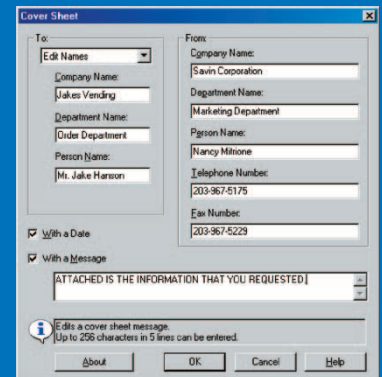 Cover Sheet
To:
Edit Names
Company Name:
Jakes Vending
Department Name:
Order Department
Person Name:
Mr. Jake Hanson
From:
Company Name:
Savin Corporation
Department Name:
Marketing Department
Person Name:
Nancy Mitrione
Telephone Number:
203-967-5175
Fax Number:
203-967-5229
With a Date
With a Message
ATTACHED IS THE INFORMATION THAT YOU REQUESTED.
Edits a cover sheet message.
Up to 256 characters in 5 lines can be entered.
About
OK
Cancel
Help